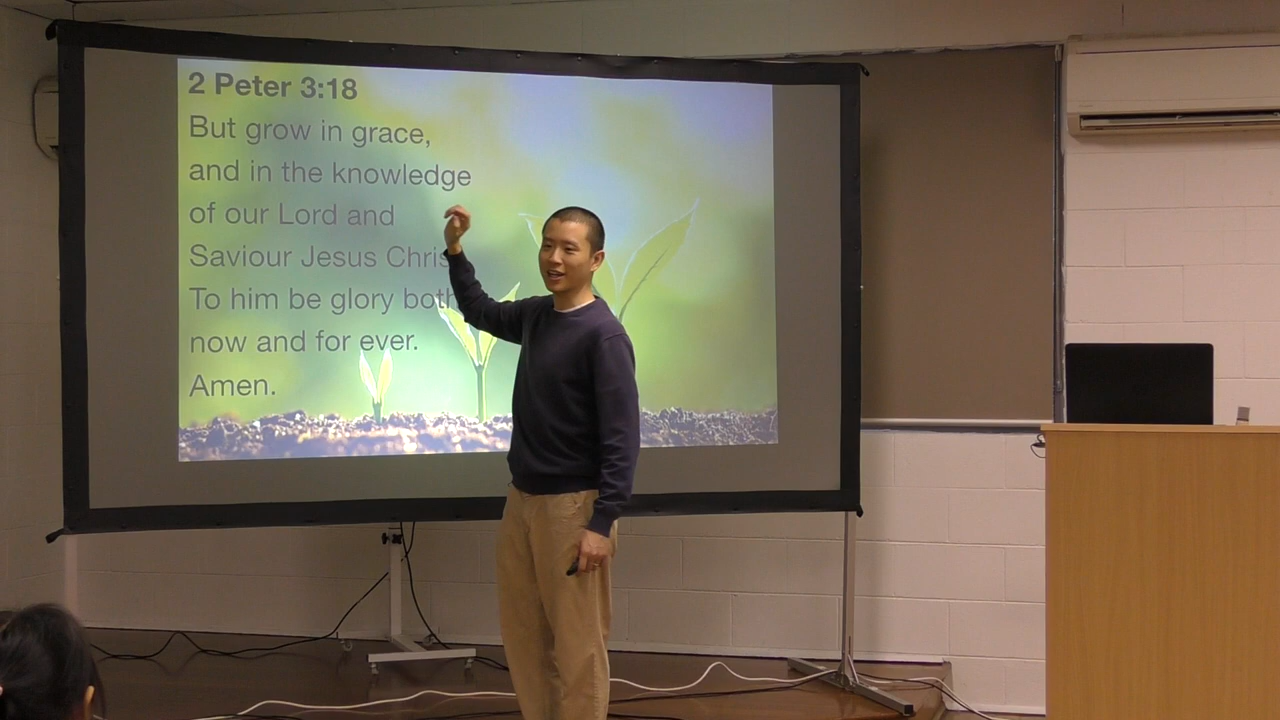 2 Peter 3:18
But grow in grace,
and in the knowledge
of our Lord and
Saviour Jesus Chris
To him be glory both
now and for ever.
Amen.